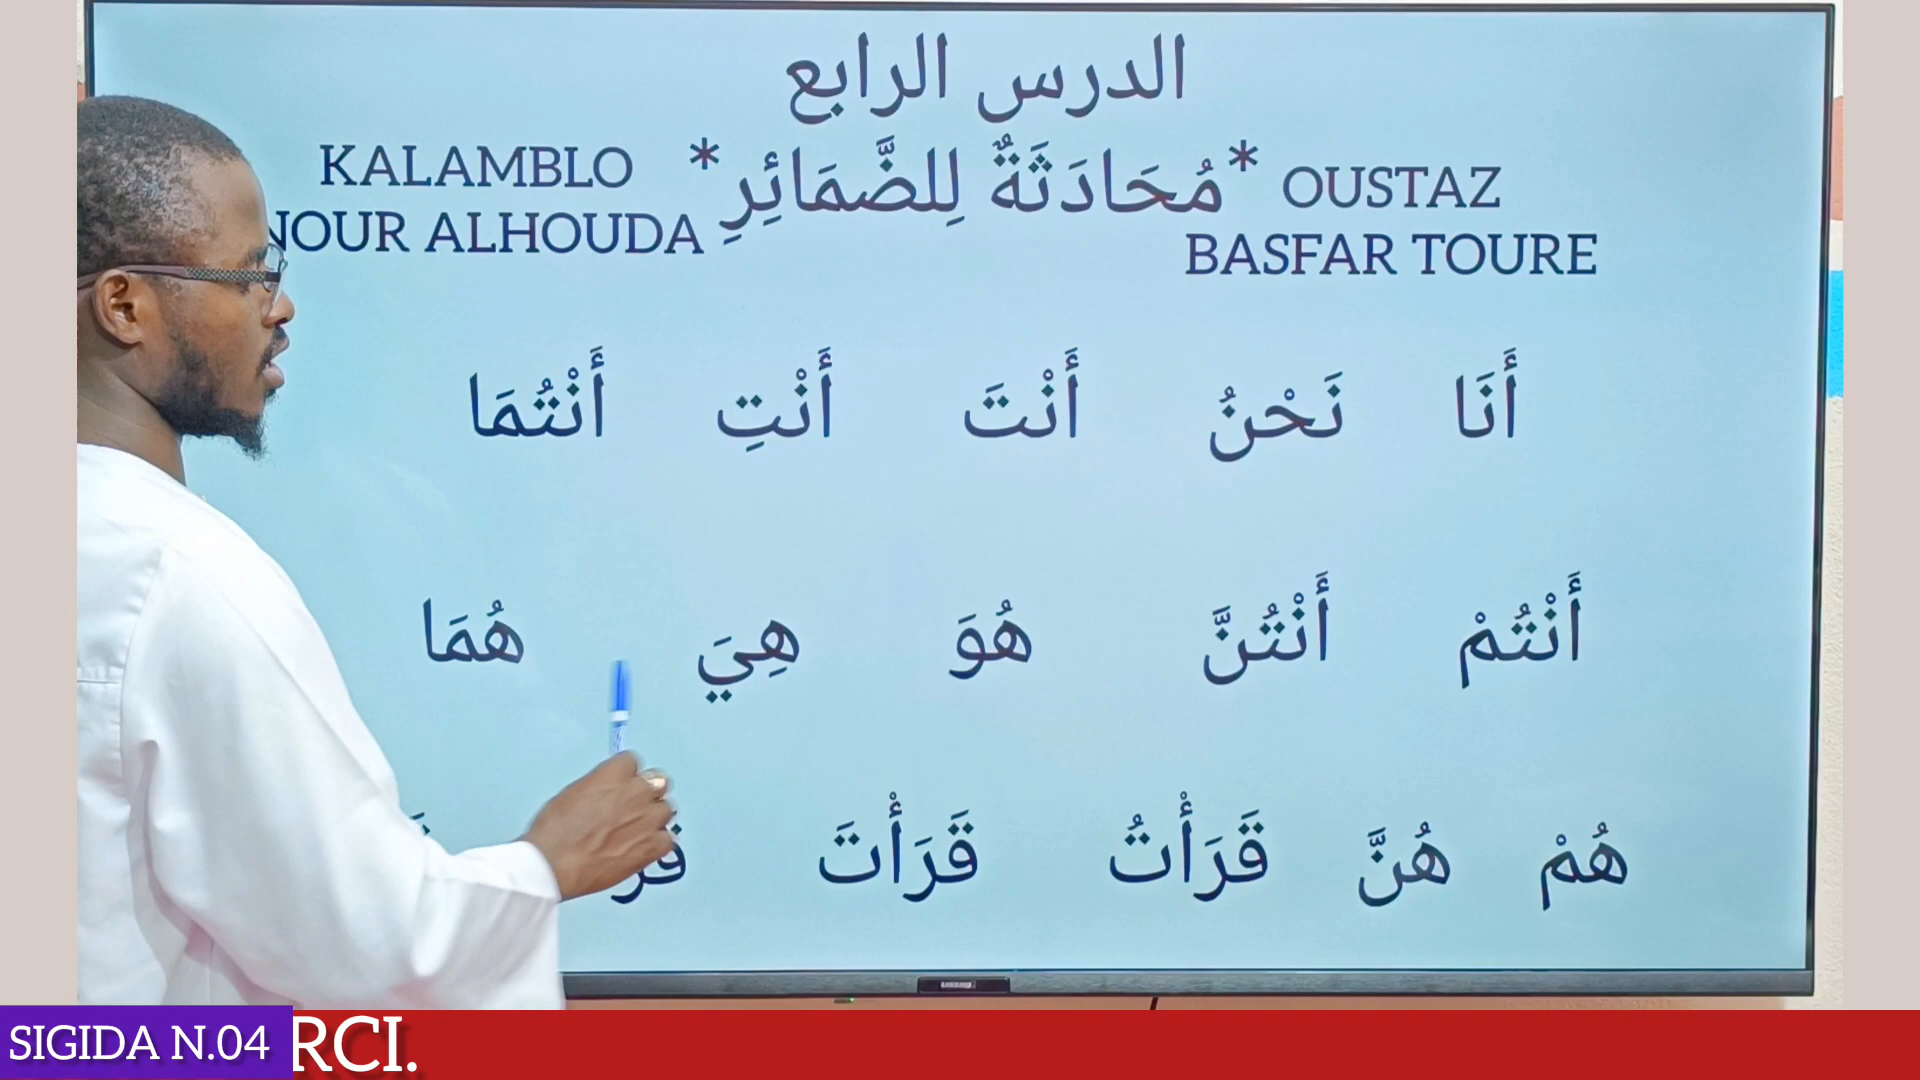 الدرس الرابع
KALAMBLO
NOUR ALHOUDA
*مُحَادَثَةٌ لِلضَّمَائِرِ*
OUSTAZ
BASFAR TOURE
أَنَا نَحْنُ أَنْتَ أَنْتِ أَنْتُمَا
أَنْتُمْ أَنْتُنَّ هُوَ هِيَ هُمَا
هُمْ هُنَّ قَرَأْتُ قَرَأْتَ
SIGIDA N.04
RCI.